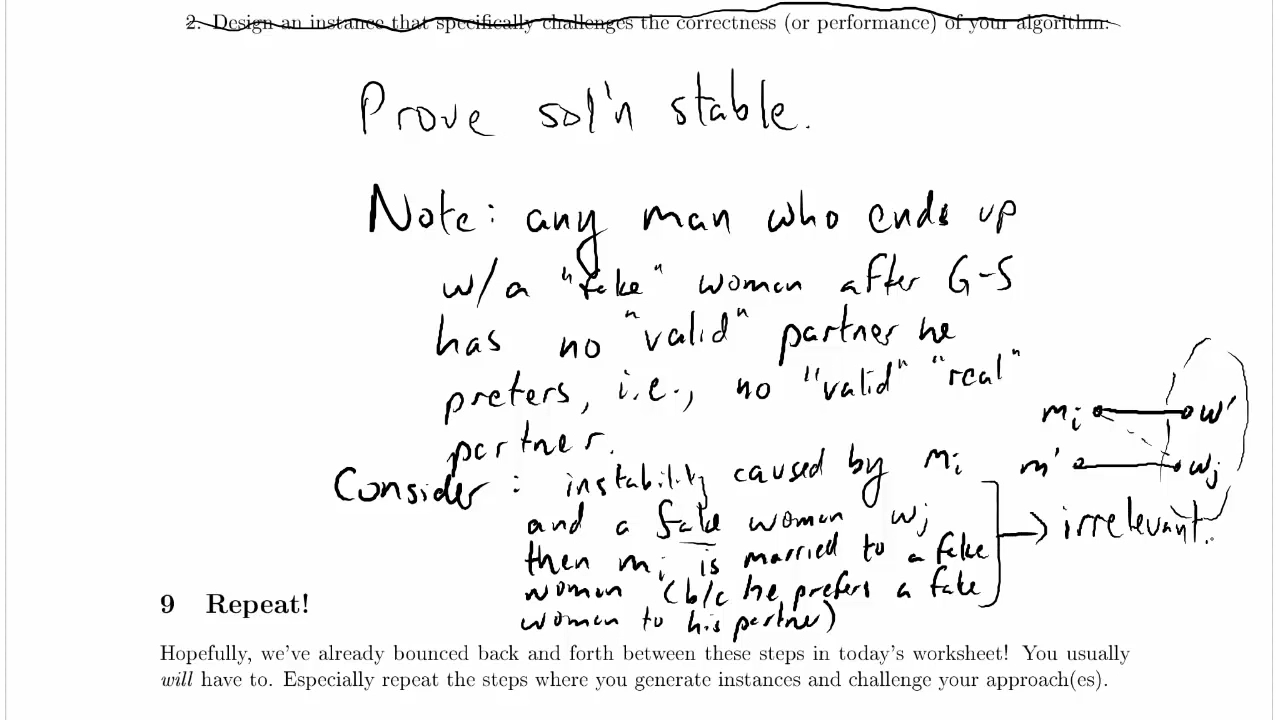 2. Design an instance that specifically challenges the correctness (or performance) of your algorithm.
Prove sol'n stable.
Note: any man who ends up
w/a "fake" women after G-S
has no "valid" partner he
prefers, i.e., no "valid" "real"
partner.
Consider: instability caused by mi
and a fake women wj
then mi is married to a fake
women (b/c he prefers a fake
women to his partner)
→ irrelevant.
mi w'
m' wj
9 Repeat!
Hopefully, we've already bounced back and forth between these steps in today's worksheet! You usually
will have to. Especially repeat the steps where you generate instances and challenge your approach(es).